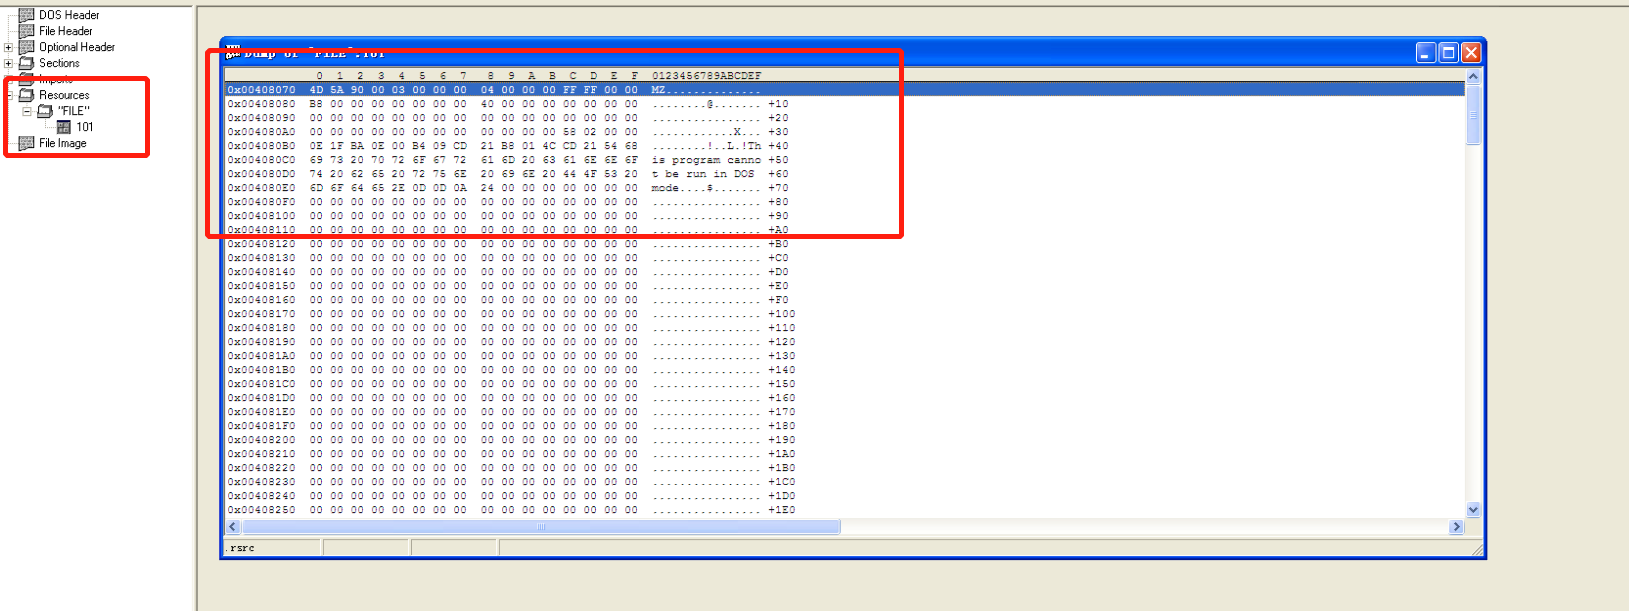 DOS Header
File Header
Optional Header
Sections
Imports
Resources
"FILE"
101
File Image
Dump of "FILE".101
0 1 2 3 4 5 6 7 8 9 A B C D E F 0123456789ABCDEF
0x00408070 4D 5A 90 00 03 00 00 00 04 00 00 00 FF FF 00 00 MZ..............
0x00408080 B8 00 00 00 00 00 00 00 40 00 00 00 00 00 00 00 ........@....... +10
0x00408090 00 00 00 00 00 00 00 00 00 00 00 00 00 00 00 00 ................ +20
0x004080A0 00 00 00 00 00 00 00 00 00 00 00 00 58 02 00 00 ............X... +30
0x004080B0 0E 1F BA 0E 00 B4 09 CD 21 B8 01 4C CD 21 54 68 ........!..L.!Th +40
0x004080C0 69 73 20 70 72 6F 67 72 61 6D 20 63 61 6E 6E 6F is program canno +50
0x004080D0 74 20 62 65 20 72 75 6E 20 69 6E 20 44 4F 53 20 t be run in DOS +60
0x004080E0 6D 6F 64 65 2E 0D 0D 0A 24 00 00 00 00 00 00 00 mode....$....... +70
0x004080F0 00 00 00 00 00 00 00 00 00 00 00 00 00 00 00 00 ................ +80
0x00408100 00 00 00 00 00 00 00 00 00 00 00 00 00 00 00 00 ................ +90
0x00408110 00 00 00 00 00 00 00 00 00 00 00 00 00 00 00 00 ................ +A0
0x00408120 00 00 00 00 00 00 00 00 00 00 00 00 00 00 00 00 ................ +B0
0x00408130 00 00 00 00 00 00 00 00 00 00 00 00 00 00 00 00 ................ +C0
0x00408140 00 00 00 00 00 00 00 00 00 00 00 00 00 00 00 00 ................ +D0
0x00408150 00 00 00 00 00 00 00 00 00 00 00 00 00 00 00 00 ................ +E0
0x00408160 00 00 00 00 00 00 00 00 00 00 00 00 00 00 00 00 ................ +F0
0x00408170 00 00 00 00 00 00 00 00 00 00 00 00 00 00 00 00 ................ +100
0x00408180 00 00 00 00 00 00 00 00 00 00 00 00 00 00 00 00 ................ +110
0x00408190 00 00 00 00 00 00 00 00 00 00 00 00 00 00 00 00 ................ +120
0x004081A0 00 00 00 00 00 00 00 00 00 00 00 00 00 00 00 00 ................ +130
0x004081B0 00 00 00 00 00 00 00 00 00 00 00 00 00 00 00 00 ................ +140
0x004081C0 00 00 00 00 00 00 00 00 00 00 00 00 00 00 00 00 ................ +150
0x004081D0 00 00 00 00 00 00 00 00 00 00 00 00 00 00 00 00 ................ +160
0x004081E0 00 00 00 00 00 00 00 00 00 00 00 00 00 00 00 00 ................ +170
0x004081F0 00 00 00 00 00 00 00 00 00 00 00 00 00 00 00 00 ................ +180
0x00408200 00 00 00 00 00 00 00 00 00 00 00 00 00 00 00 00 ................ +190
0x00408210 00 00 00 00 00 00 00 00 00 00 00 00 00 00 00 00 ................ +1A0
0x00408220 00 00 00 00 00 00 00 00 00 00 00 00 00 00 00 00 ................ +1B0
0x00408230 00 00 00 00 00 00 00 00 00 00 00 00 00 00 00 00 ................ +1C0
0x00408240 00 00 00 00 00 00 00 00 00 00 00 00 00 00 00 00 ................ +1D0
0x00408250 00 00 00 00 00 00 00 00 00 00 00 00 00 00 00 00 ................ +1E0
.rsrc